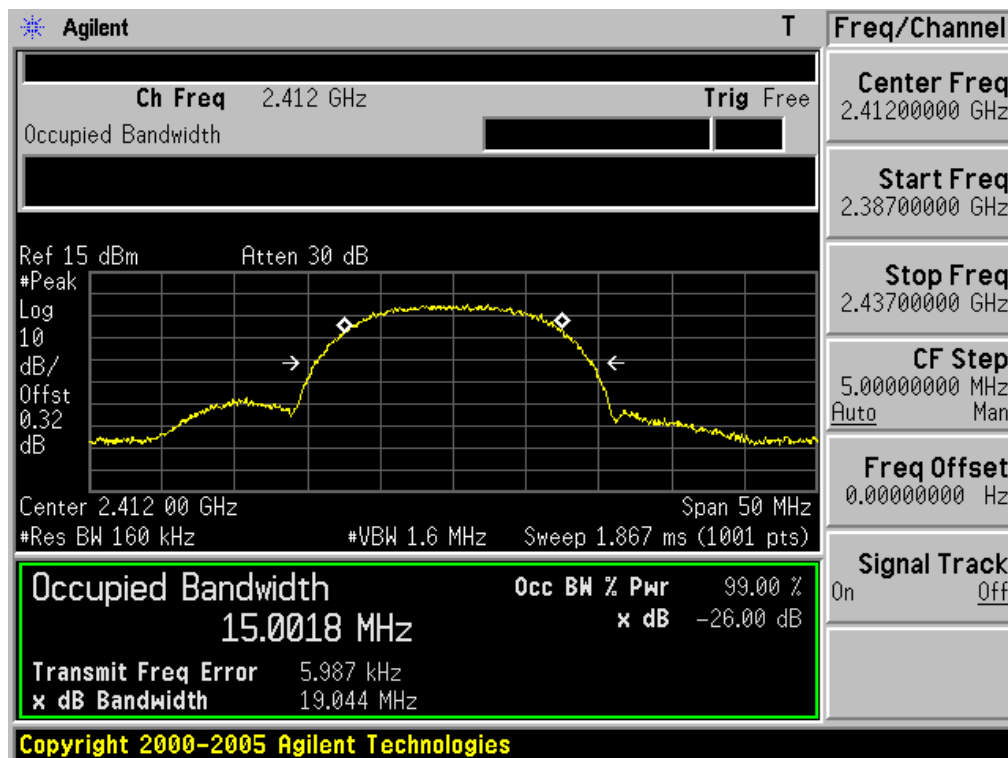 Agilent T
Freq/Channel
Ch Freq 2.412 GHz Trig Free
Occupied Bandwidth
Center Freq
2.41200000 GHz
Start Freq
2.38700000 GHz
Stop Freq
2.43700000 GHz
CF Step
5.00000000 MHz
Auto Man
Freq Offset
0.00000000 Hz
Signal Track
On Off
Ref 15 dBm Atten 30 dB
#Peak
Log
10
dB/
Offst
0.32
dB
Center 2.412 00 GHz Span 50 MHz
#Res BW 160 kHz #VBW 1.6 MHz Sweep 1.867 ms (1001 pts)
Occupied Bandwidth Occ BW % Pwr 99.00 %
15.0018 MHz x dB -26.00 dB
Transmit Freq Error 5.987 kHz
x dB Bandwidth 19.044 MHz
Copyright 2000-2005 Agilent Technologies